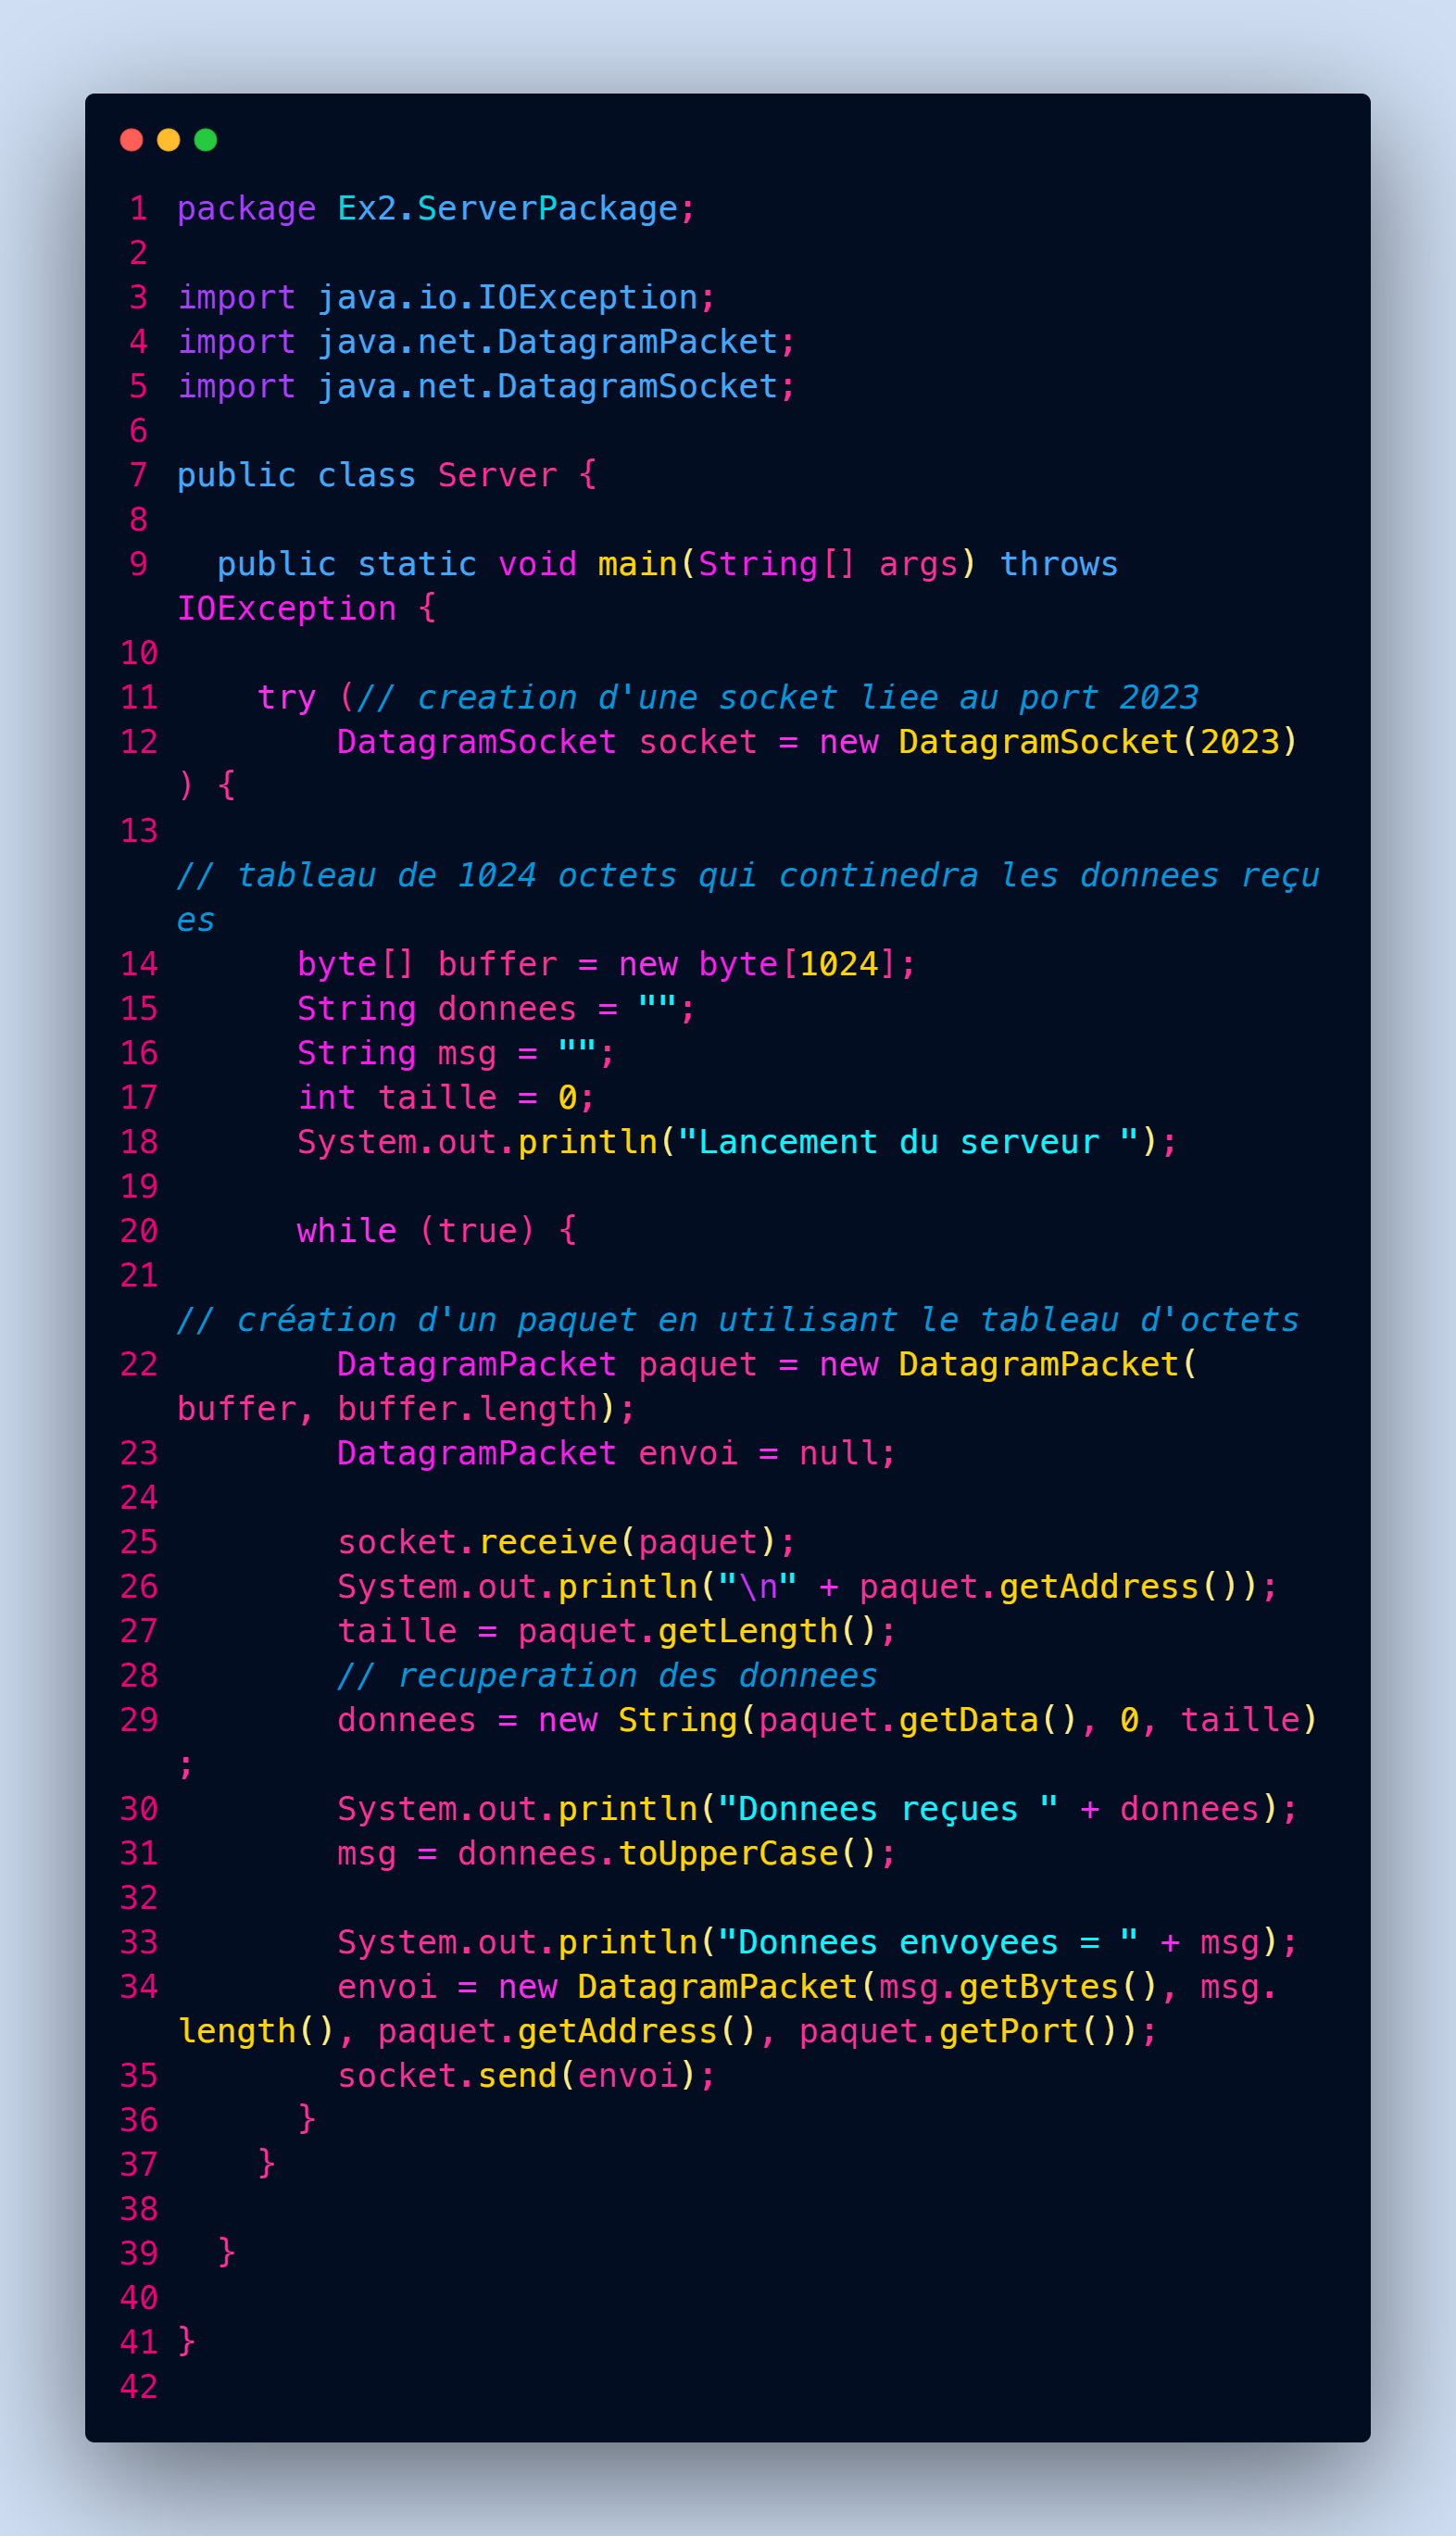 1 package Ex2.ServerPackage;
2
3 import java.io.IOException;
4 import java.net.DatagramPacket;
5 import java.net.DatagramSocket;
6
7 public class Server {
8
9   public static void main(String[] args) throws
IOException {
10
11     try (// creation d'une socket liee au port 2023
12         DatagramSocket socket = new DatagramSocket(2023)
) {
13
// tableau de 1024 octets qui continedra les donnees reçu
es
14       byte[] buffer = new byte[1024];
15       String donnees = "";
16       String msg = "";
17       int taille = 0;
18       System.out.println("Lancement du serveur ");
19
20       while (true) {
21
// création d'un paquet en utilisant le tableau d'octets
22         DatagramPacket paquet = new DatagramPacket(
buffer, buffer.length);
23         DatagramPacket envoi = null;
24
25         socket.receive(paquet);
26         System.out.println("\n" + paquet.getAddress());
27         taille = paquet.getLength();
28         // recuperation des donnees
29         donnees = new String(paquet.getData(), 0, taille)
;
30         System.out.println("Donnees reçues " + donnees);
31         msg = donnees.toUpperCase();
32
33         System.out.println("Donnees envoyees = " + msg);
34         envoi = new DatagramPacket(msg.getBytes(), msg.
length(), paquet.getAddress(), paquet.getPort());
35         socket.send(envoi);
36       }
37     }
38
39   }
40
41 }
42